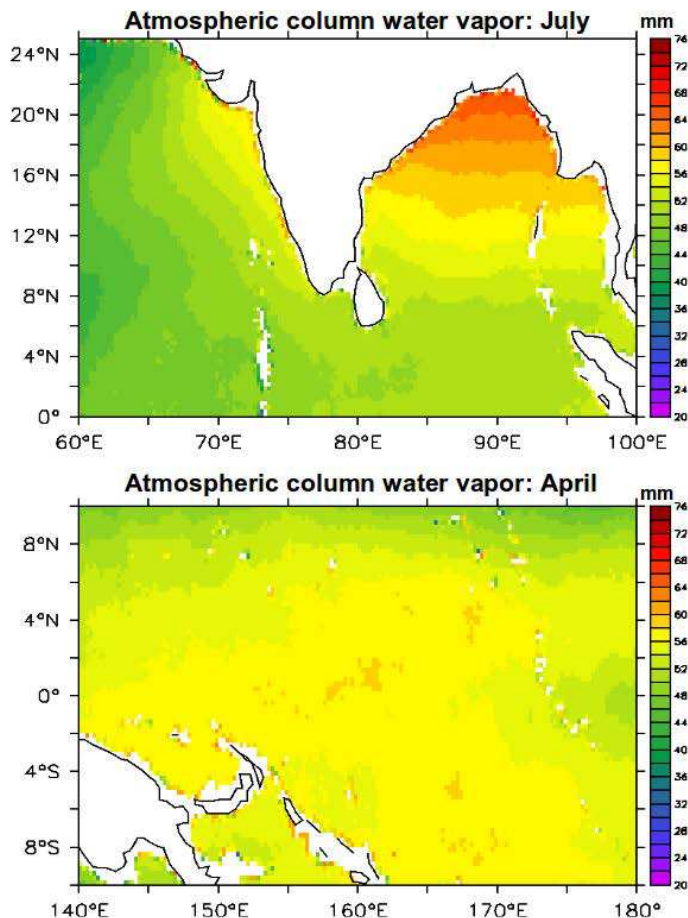 Atmospheric column water vapor: July
mm
24°N
20°N
16°N
12°N
8°N
4°N
0°
60°E 70°E 80°E 90°E 100°E
76
72
68
64
60
56
52
48
44
40
36
32
28
24
20
Atmospheric column water vapor: April
mm
8°N
4°N
0°
4°S
8°S
140°E 150°E 160°E 170°E 180°
76
72
68
64
60
56
52
48
44
40
36
32
28
24
20